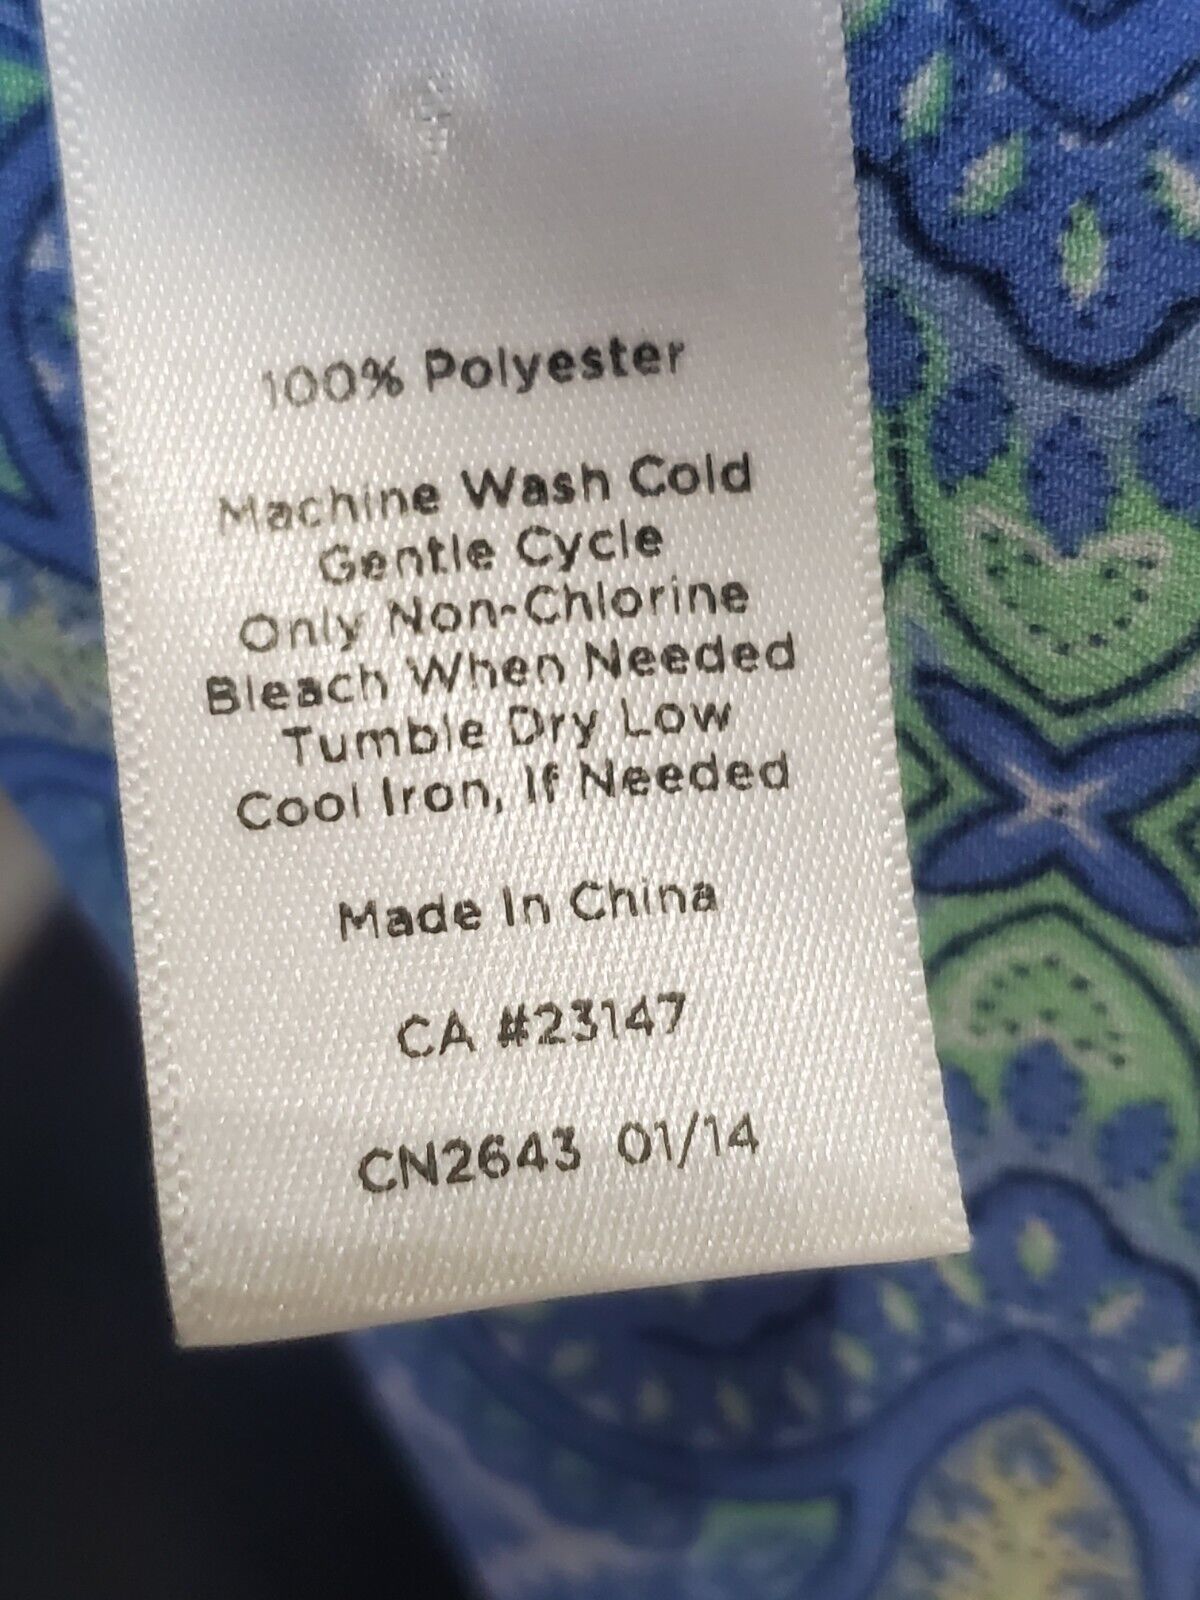 100% Polyester
Machine Wash Cold
Gentle Cycle
Only Non-Chlorine
Bleach When Needed
Tumble Dry Low
Cool Iron, If Needed
Made In China
CA #23147
CN2643 01/14